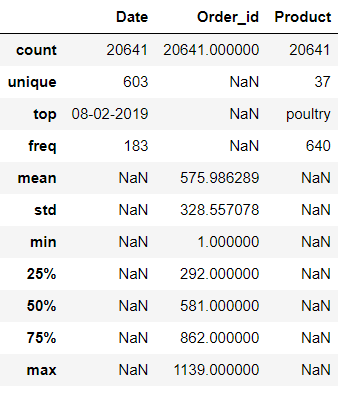 Date Order_id Product
count 20641 20641.000000 20641
unique 603 NaN 37
top 08-02-2019 NaN poultry
freq 183 NaN 640
mean NaN 575.986289 NaN
std NaN 328.557078 NaN
min NaN 1.000000 NaN
25% NaN 292.000000 NaN
50% NaN 581.000000 NaN
75% NaN 862.000000 NaN
max NaN 1139.000000 NaN